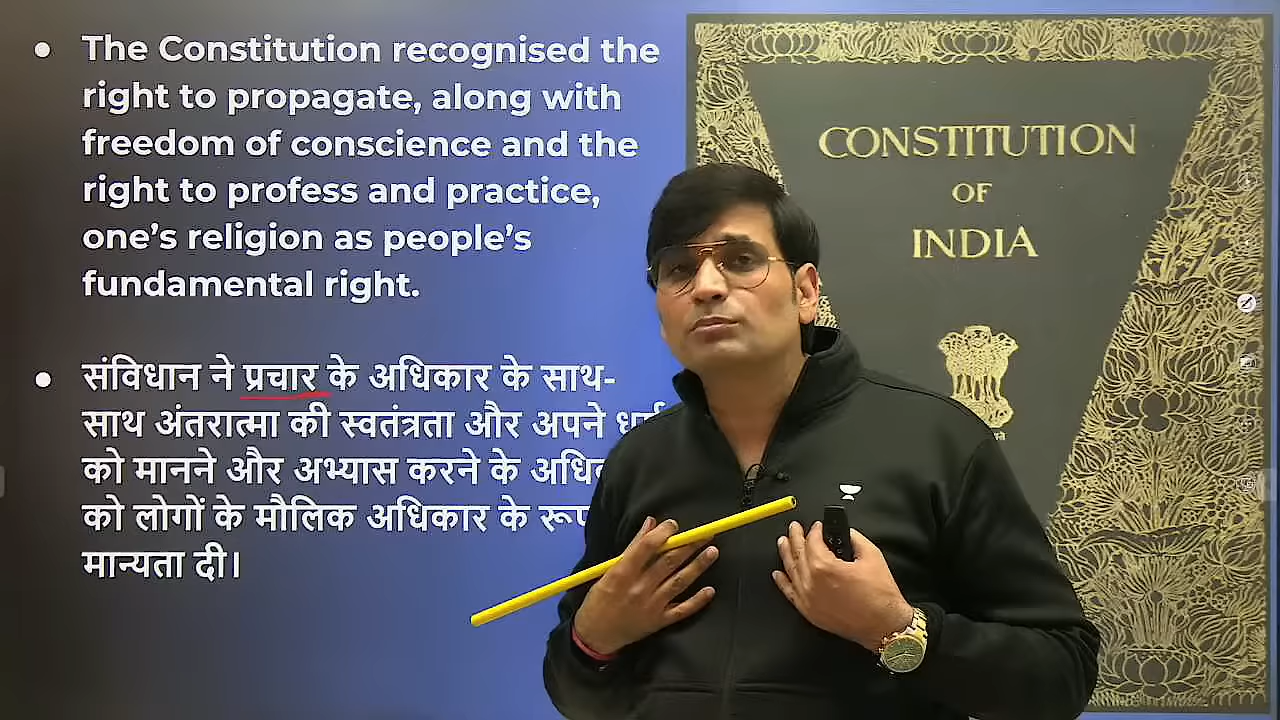 The Constitution recognised the
right to propagate, along with
freedom of conscience and the
right to profess and practice,
one's religion as people's
fundamental right.
संविधान ने प्रचार के अधिकार के साथ-
साथ अंतरात्मा की स्वतंत्रता और अपने
को मानने और अभ्यास करने के
को लोगों के मौलिक अधिकार के
मान्यता दी।
CONSTITUTION
OF
INDIA